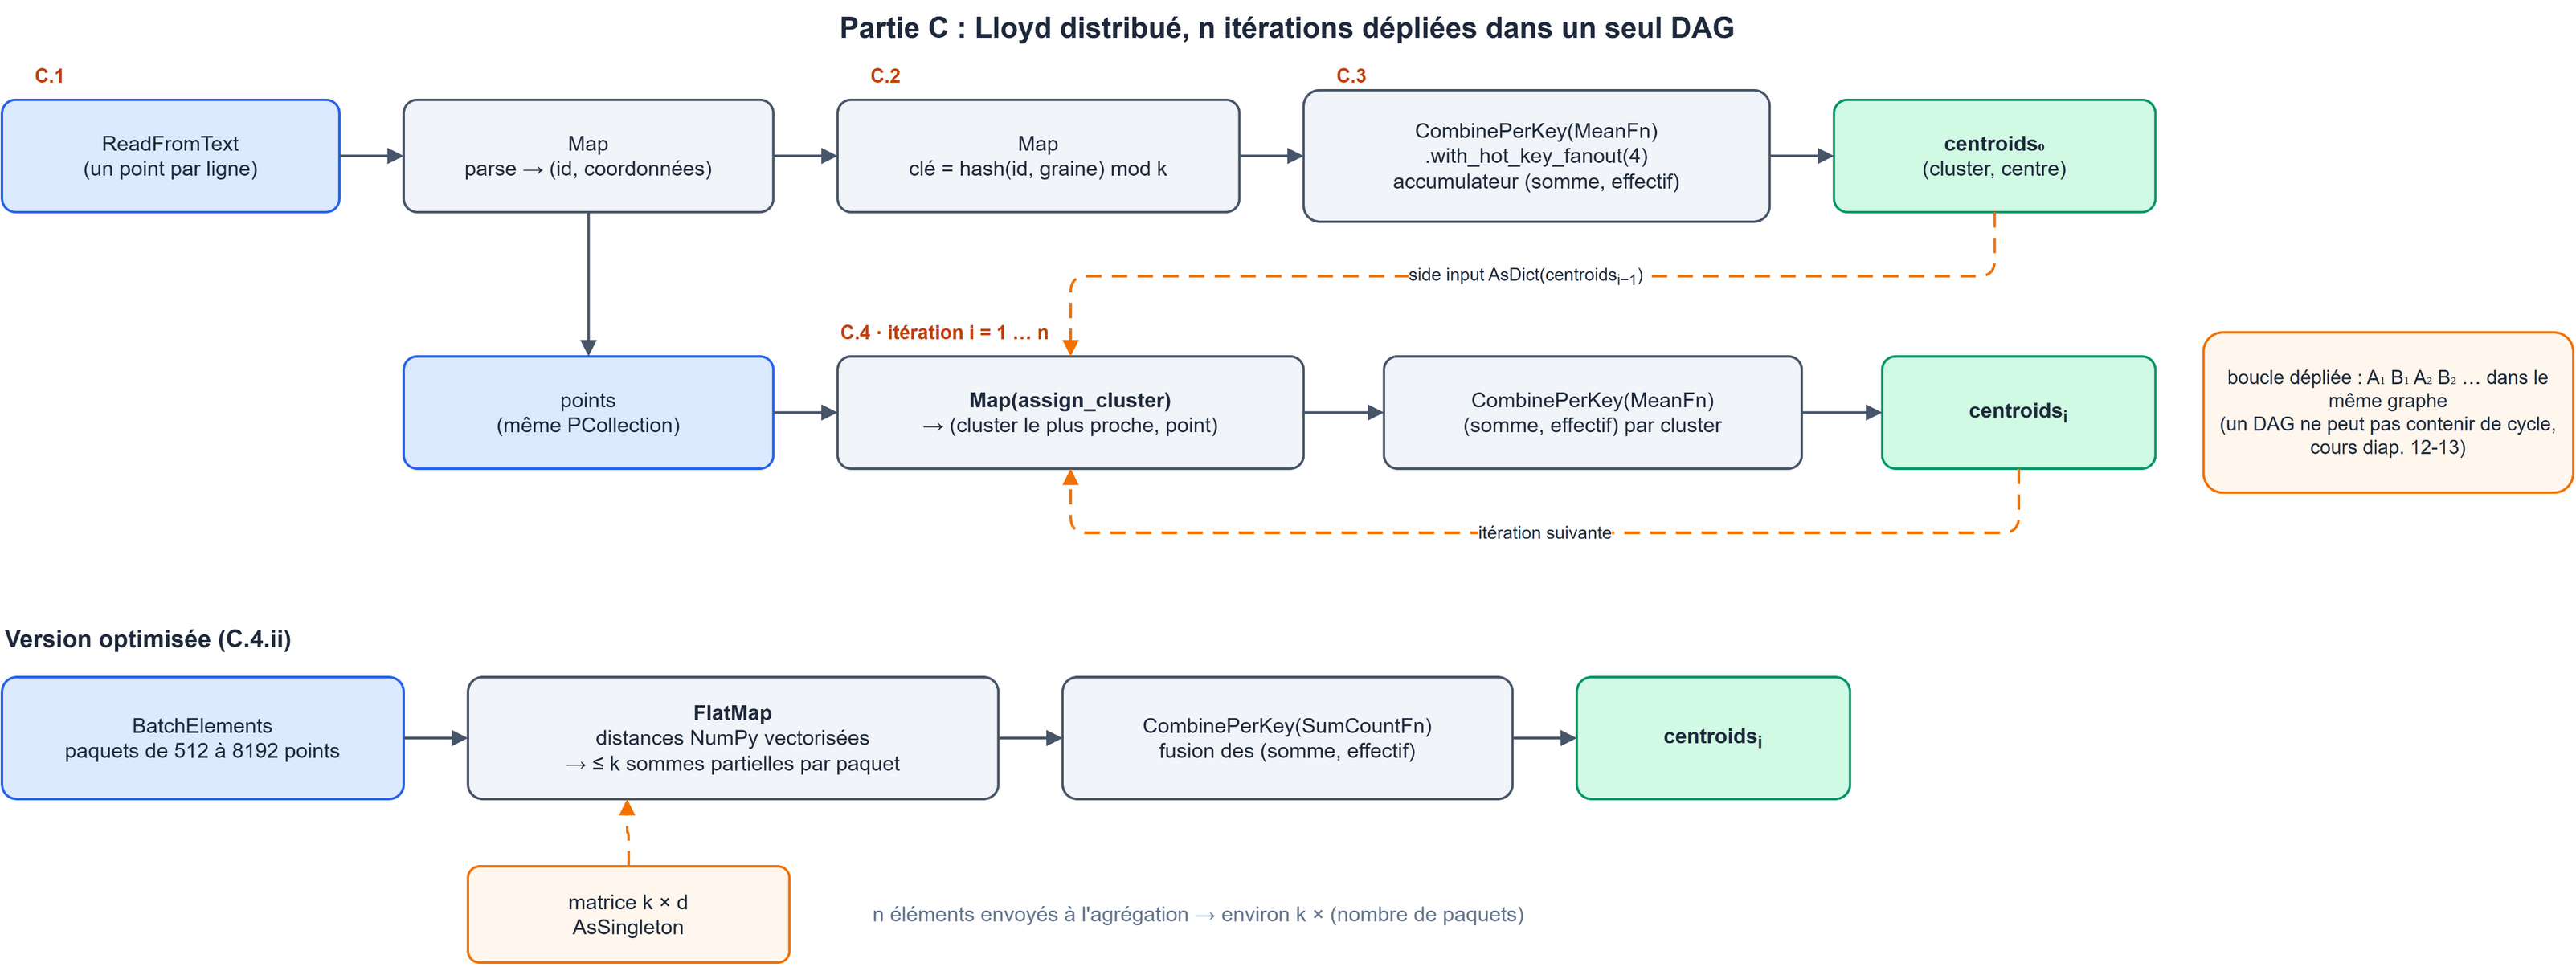 Partie C : Lloyd distribué, n itérations dépliées dans un seul DAG
C.1
C.2
C.3
ReadFromText
(un point par ligne)
Map
parse → (id, coordonnées)
Map
clé = hash(id, graine) mod k
CombinePerKey(MeanFn)
.with_hot_key_fanout(4)
accumulateur (somme, effectif)
centroids₀
(cluster, centre)
side input AsDict(centroidsᵢ₋₁)
C.4 · itération i = 1 … n
points
(même PCollection)
Map(assign_cluster)
→ (cluster le plus proche, point)
CombinePerKey(MeanFn)
(somme, effectif) par cluster
centroidsᵢ
boucle dépliée : A₁ B₁ A₂ B₂ … dans le
même graphe
(un DAG ne peut pas contenir de cycle,
cours diap. 12-13)
itération suivante
Version optimisée (C.4.ii)
BatchElements
paquets de 512 à 8192 points
FlatMap
distances NumPy vectorisées
→ ≤ k sommes partielles par paquet
CombinePerKey(SumCountFn)
fusion des (somme, effectif)
centroidsᵢ
matrice k × d
AsSingleton
n éléments envoyés à l'agrégation → environ k × (nombre de paquets)